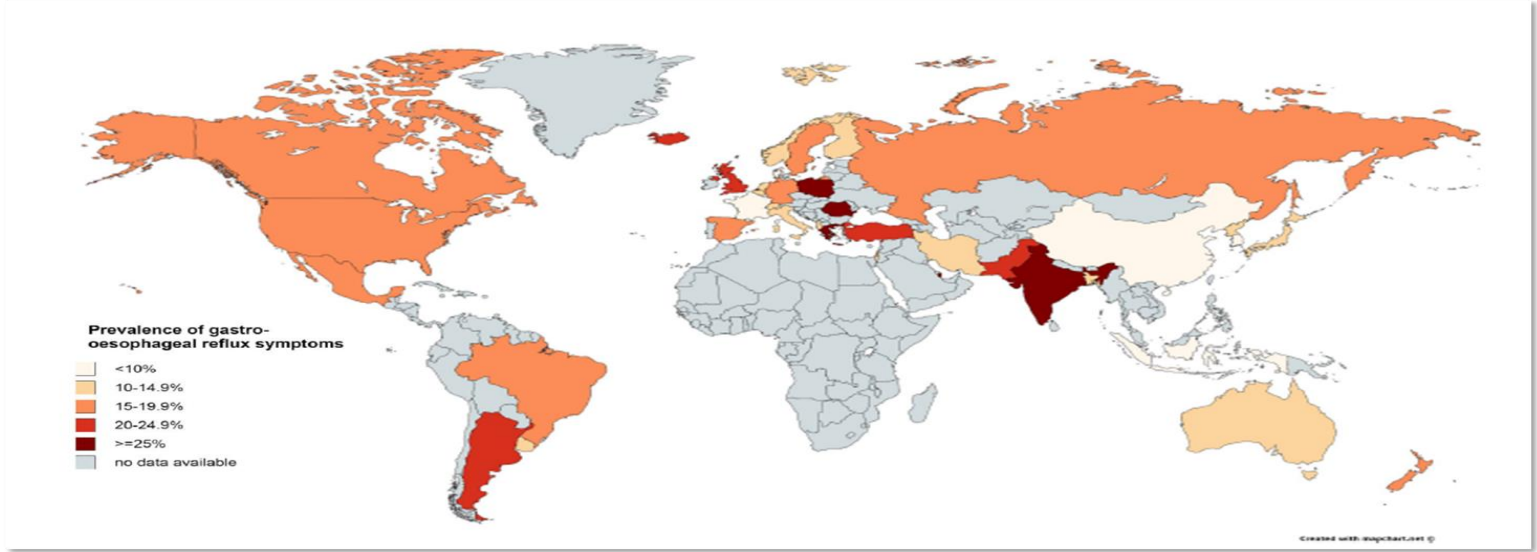 Prevalence of gastro-
oesophageal reflux symptoms
<10%
10-14.9%
15-19.9%
20-24.9%
>=25%
no data available
Created with mapchart.net ©